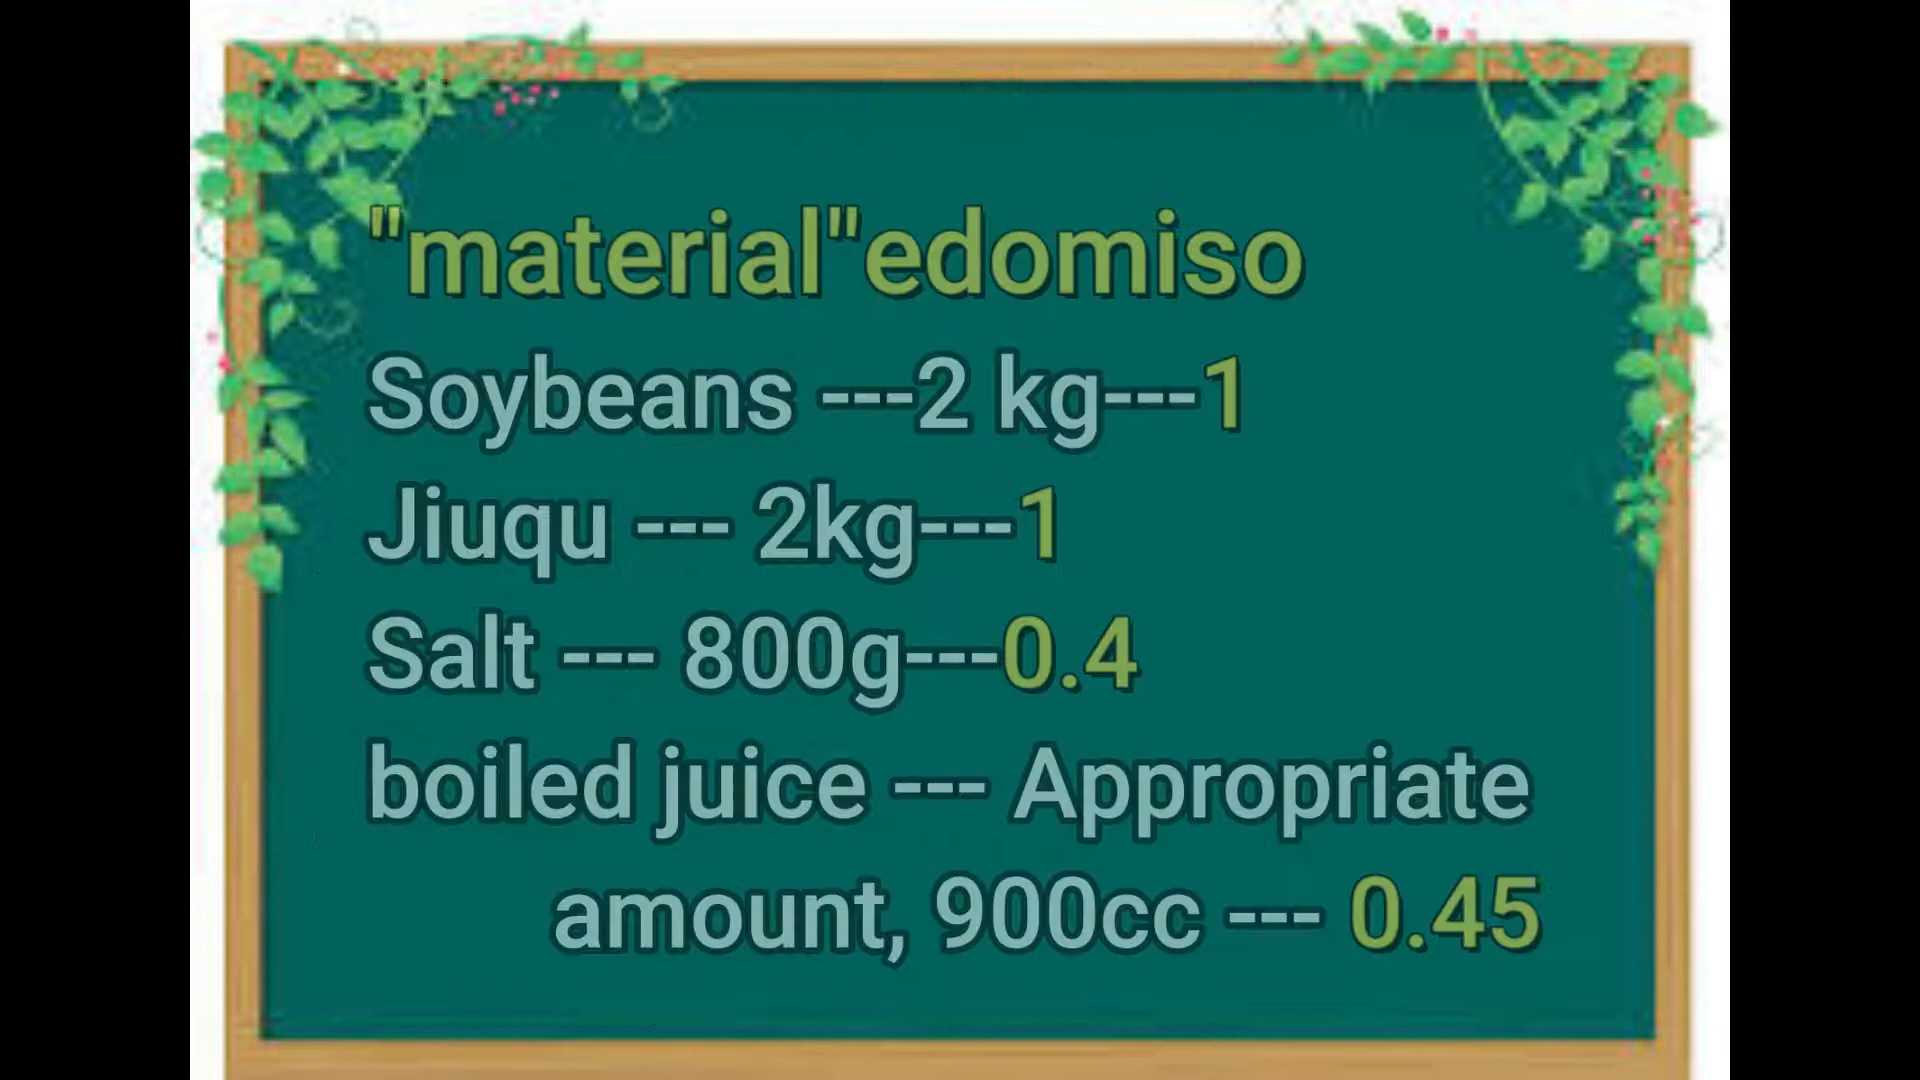 "material"edomiso
Soybeans ---2 kg---1
Jiuqu --- 2kg---1
Salt --- 800g---0.4
boiled juice --- Appropriate
amount, 900cc --- 0.45